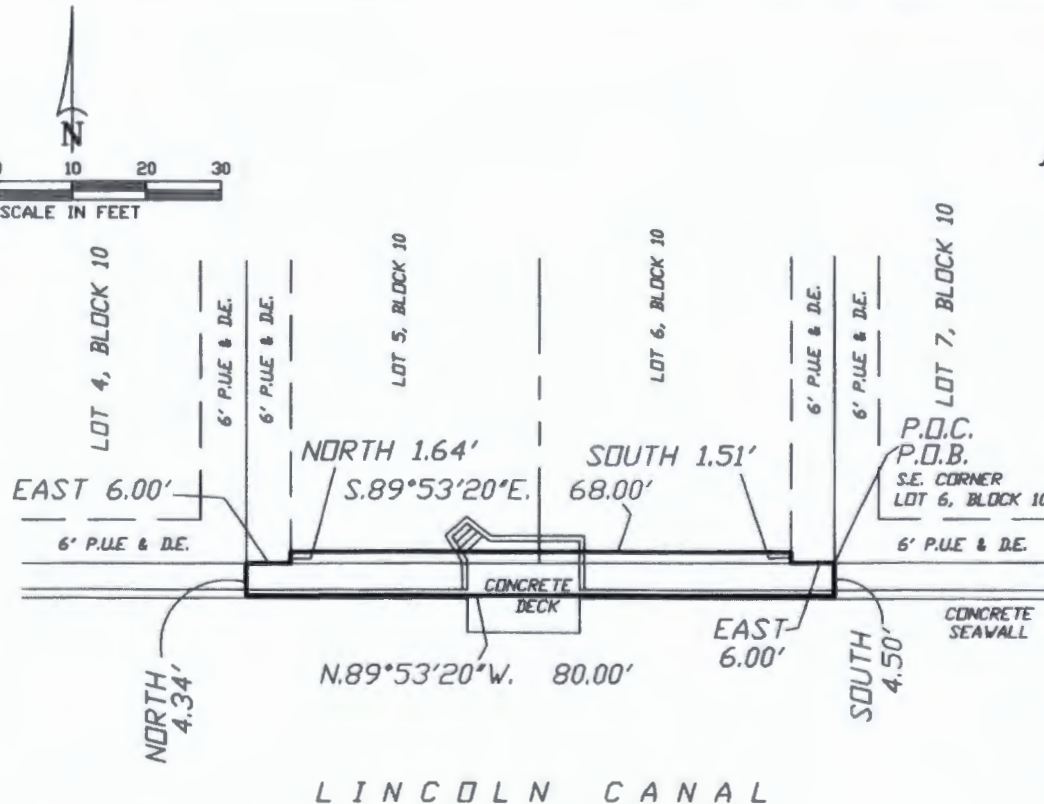 N
10 20 30
SCALE IN FEET
LOT 4, BLOCK 10
6' P.U.E & D.E.
6' P.U.E & D.E.
LOT 5, BLOCK 10
LOT 6, BLOCK 10
6' P.U.E & D.E.
6' P.U.E & D.E.
LOT 7, BLOCK 10
P.O.C.
P.O.B.
S.E. CORNER
LOT 6, BLOCK 10
NORTH 1.64'
SOUTH 1.51'
EAST 6.00'
S.89°53'20"E. 68.00'
6' P.U.E & D.E.
6' P.U.E & D.E.
CONCRETE
DECK
CONCRETE
SEAWALL
EAST
6.00'
N.89°53'20"W. 80.00'
NORTH
4.34'
SOUTH
4.50'
LINCOLN CANAL